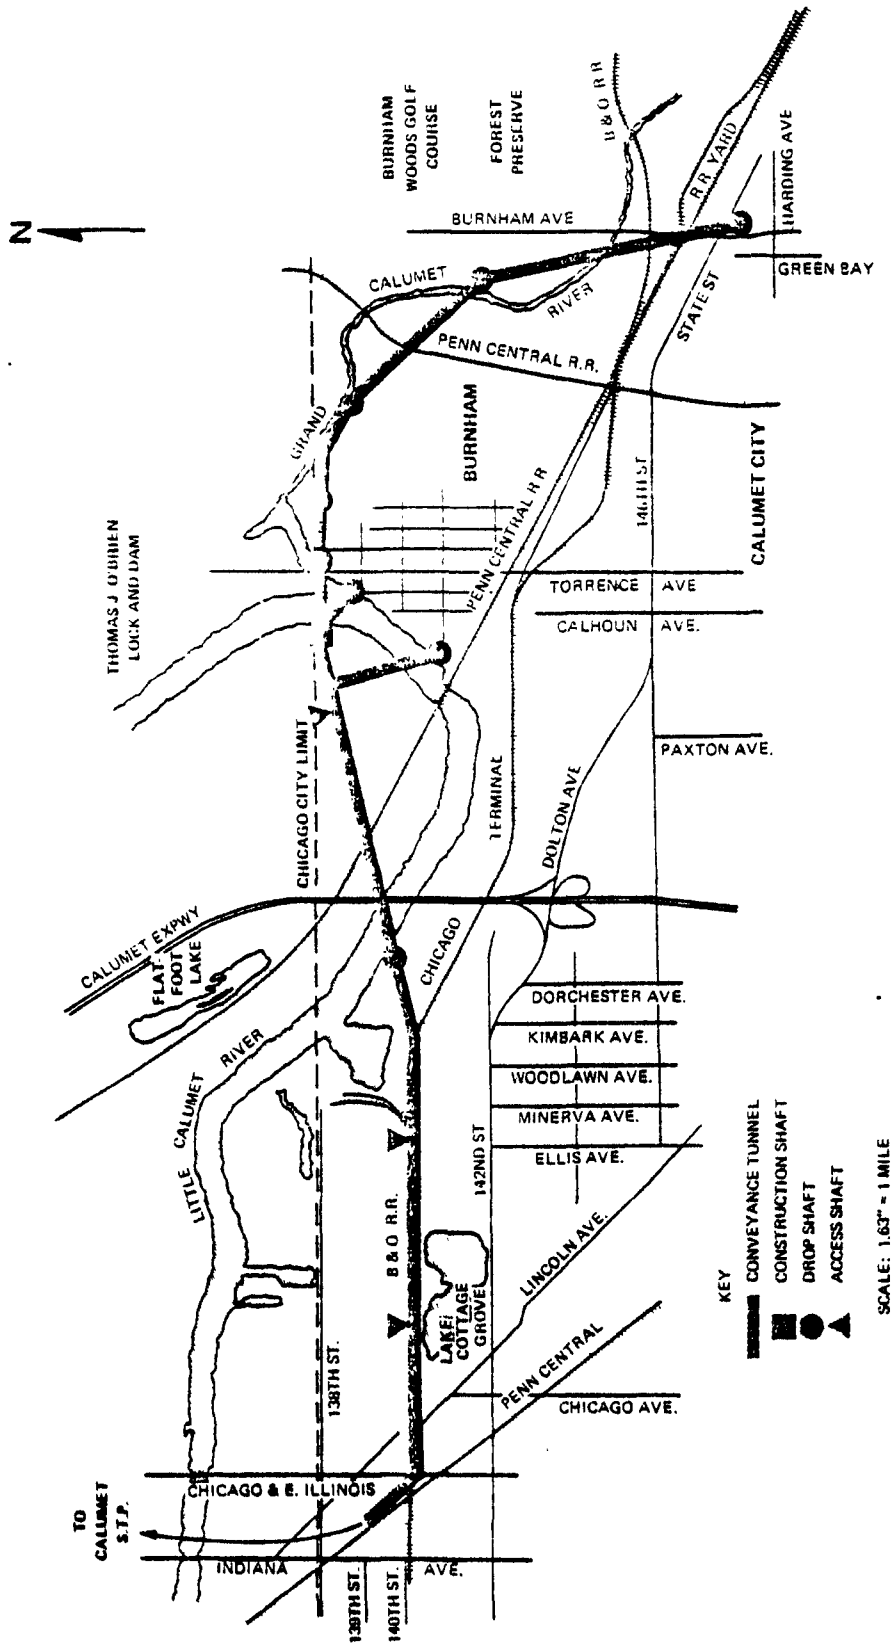 N
BURNHAM
WOODS GOLF
COURSE
FOREST
PRESERVE
B & O R R
BURNHAM AVE
R R YARD
HARDING AVE
GREEN BAY
STATE ST
CALUMET
RIVER
PENN CENTRAL R.R.
GRAND
BURNHAM
146TH ST
CALUMET CITY
THOMAS J O'BRIEN
LOCK AND DAM
PENN CENTRAL R R
TORRENCE AVE
CALHOUN AVE.
PAXTON AVE.
CHICAGO CITY LIMIT
TERMINAL
DOLTON AVE
CALUMET EXPWY
FLAT-
FOOT
LAKE
CHICAGO
DORCHESTER AVE.
KIMBARK AVE.
WOODLAWN AVE.
MINERVA AVE.
ELLIS AVE.
LITTLE CALUMET RIVER
142ND ST
B & O R.R.
LAKE
COTTAGE
GROVE
LINCOLN AVE.
PENN CENTRAL
138TH ST.
CHICAGO AVE.
CHICAGO & E. ILLINOIS
TO
CALUMET
S.T.P.
INDIANA AVE.
139TH ST.
140TH ST.
KEY
CONVEYANCE TUNNEL
CONSTRUCTION SHAFT
DROP SHAFT
ACCESS SHAFT
SCALE: 1.63" = 1 MILE